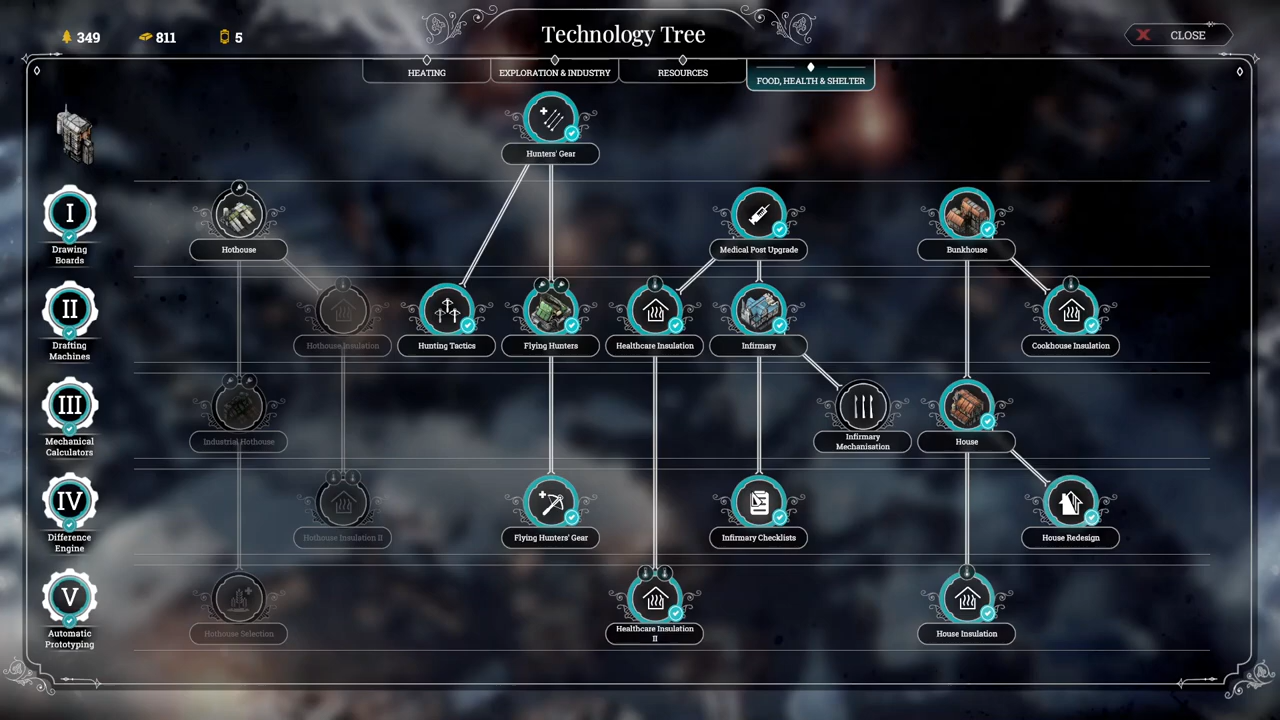 349
811
5
Technology Tree
CLOSE
HEATING
EXPLORATION & INDUSTRY
RESOURCES
FOOD, HEALTH & SHELTER
Hunters' Gear
I
Drawing
Boards
Hothouse
Medical Post Upgrade
Bunkhouse
II
Drafting
Machines
Hothouse Insulation
Hunting Tactics
Flying Hunters
Healthcare Insulation
Infirmary
Cookhouse Insulation
III
Mechanical
Calculators
Industrial Hothouse
Infirmary
Mechanisation
House
IV
Difference
Engine
Hothouse Insulation II
Flying Hunters' Gear
Infirmary Checklists
House Redesign
V
Automatic
Prototyping
Hothouse Selection
Healthcare Insulation
II
House Insulation